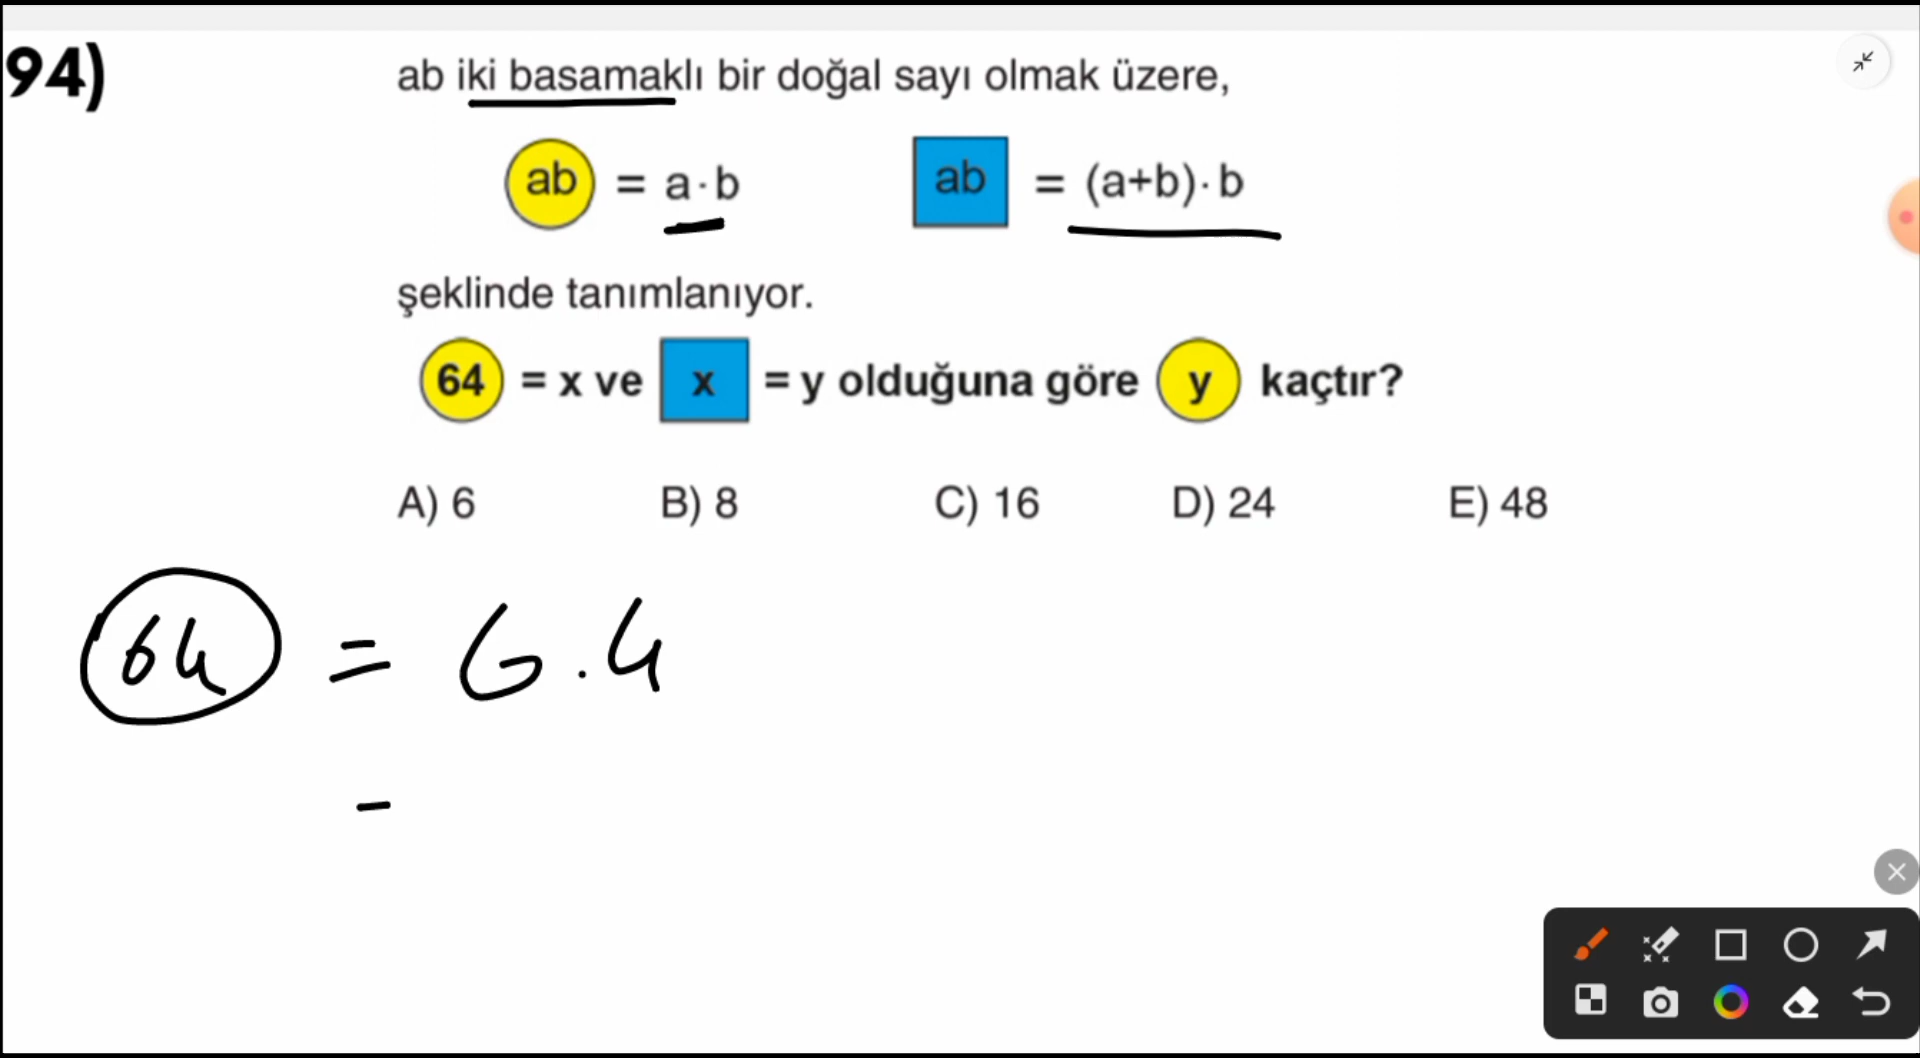 94)
ab iki basamaklı bir doğal sayı olmak üzere,
ab = a·b ab = (a+b)·b
şeklinde tanımlanıyor.
64 = x ve x = y olduğuna göre y kaçtır?
A) 6 B) 8 C) 16 D) 24 E) 48
64 = 6.4
-